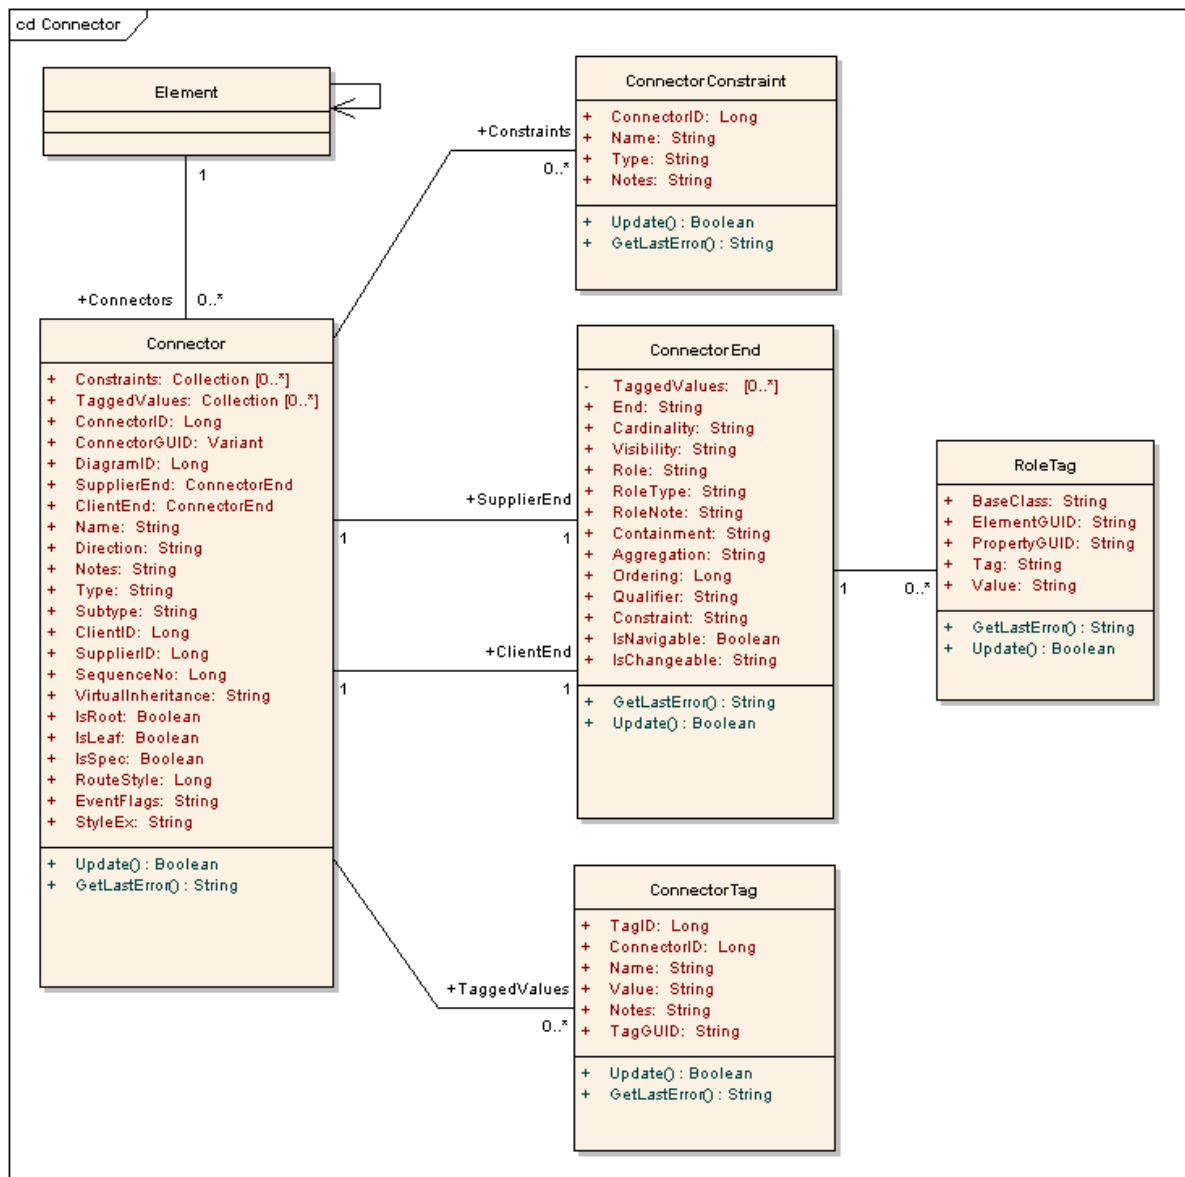 cd Connector
Element
1
+Connectors
0..*
Connector
+ Constraints: Collection [0..*]
+ TaggedValues: Collection [0..*]
+ ConnectorID: Long
+ ConnectorGUID: Variant
+ DiagramID: Long
+ SupplierEnd: ConnectorEnd
+ ClientEnd: ConnectorEnd
+ Name: String
+ Direction: String
+ Notes: String
+ Type: String
+ Subtype: String
+ ClientID: Long
+ SupplierID: Long
+ SequenceNo: Long
+ VirtualInheritance: String
+ IsRoot: Boolean
+ IsLeaf: Boolean
+ IsSpec: Boolean
+ RouteStyle: Long
+ EventFlags: String
+ StyleEx: String
+ Update() : Boolean
+ GetLastError() : String
+Constraints
0..*
ConnectorConstraint
+ ConnectorID: Long
+ Name: String
+ Type: String
+ Notes: String
+ Update() : Boolean
+ GetLastError() : String
+SupplierEnd
1
1
+ClientEnd
1
1
ConnectorEnd
- TaggedValues: [0..*]
+ End: String
+ Cardinality: String
+ Visibility: String
+ Role: String
+ RoleType: String
+ RoleNote: String
+ Containment: String
+ Aggregation: String
+ Ordering: Long
+ Qualifier: String
+ Constraint: String
+ IsNavigable: Boolean
+ IsChangeable: String
+ GetLastError() : String
+ Update() : Boolean
1
0..*
RoleTag
+ BaseClass: String
+ ElementGUID: String
+ PropertyGUID: String
+ Tag: String
+ Value: String
+ GetLastError() : String
+ Update() : Boolean
+TaggedValues
0..*
ConnectorTag
+ TagID: Long
+ ConnectorID: Long
+ Name: String
+ Value: String
+ Notes: String
+ TagGUID: String
+ Update() : Boolean
+ GetLastError() : String